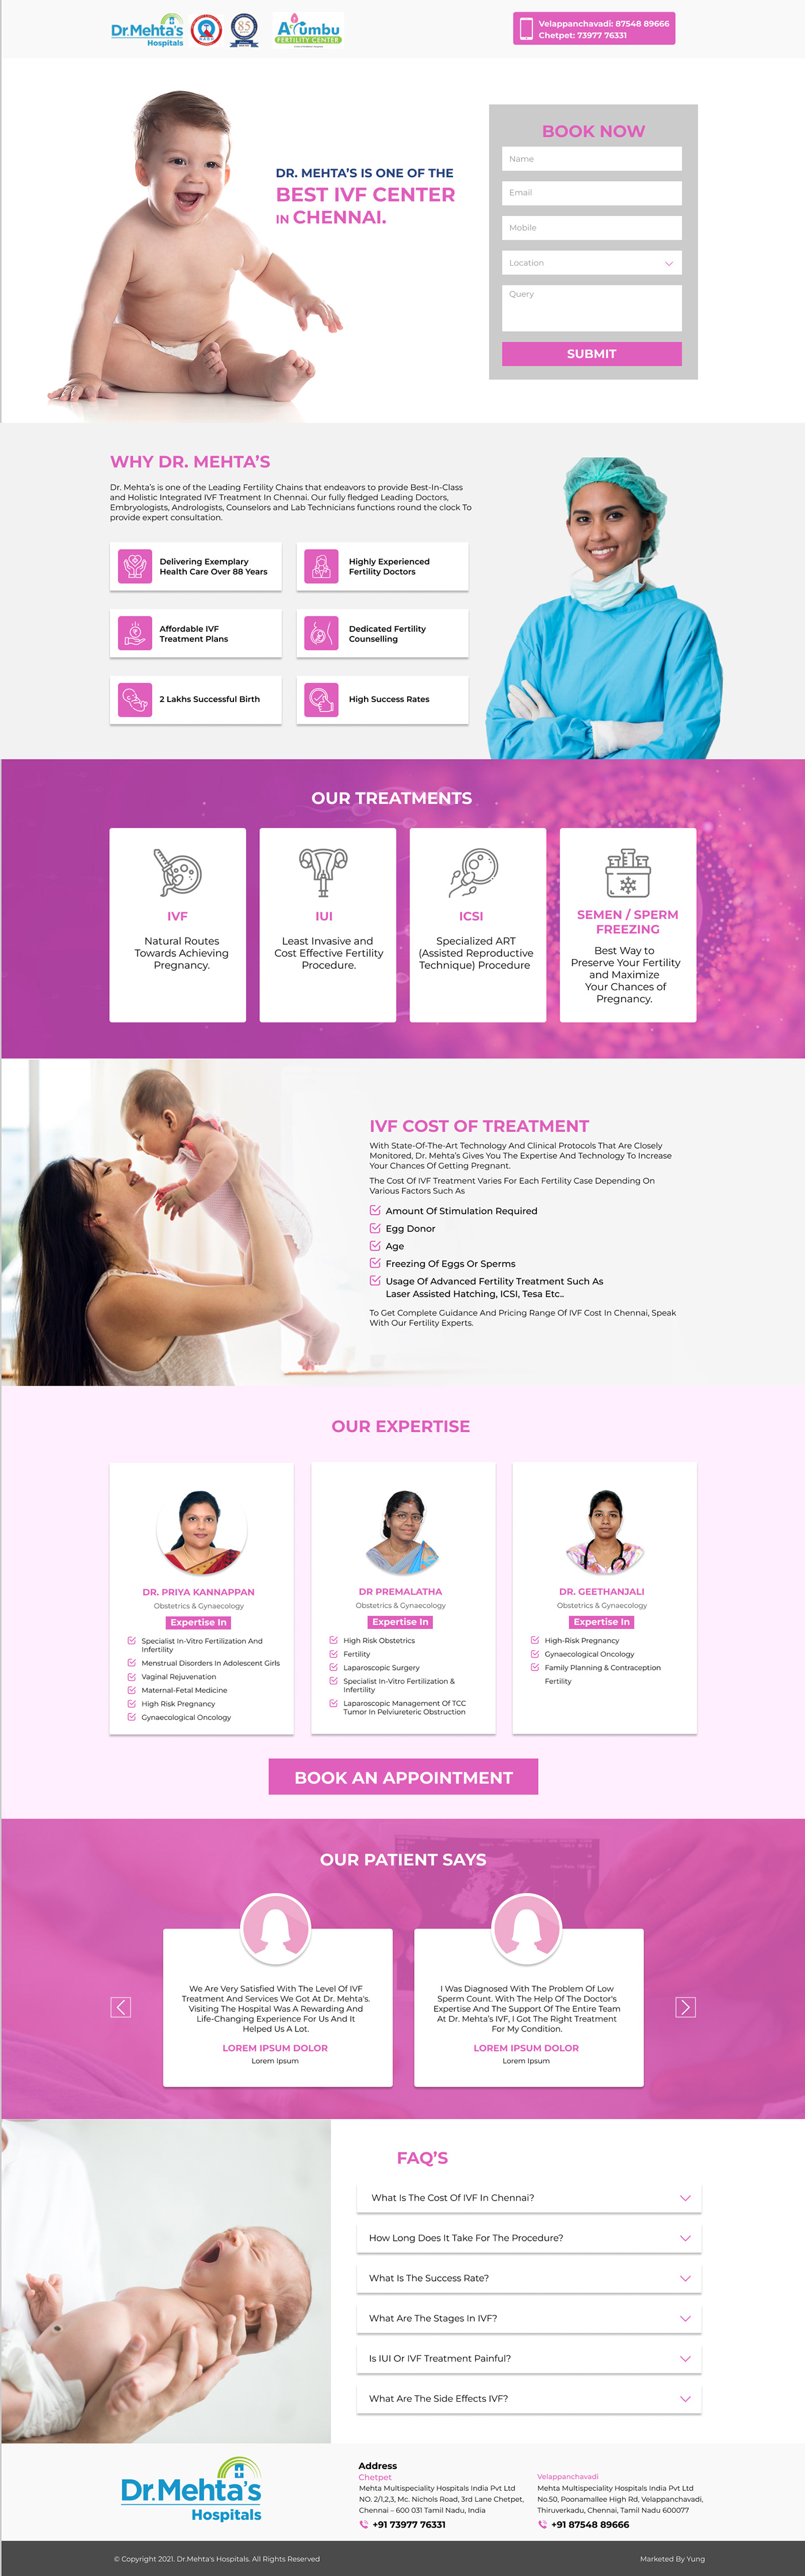 Dr.Mehta's
Hospitals
85
Arumbu
FERTILITY CENTER
Velappanchavadi: 87548 89666
Chetpet: 73977 76331
DR. MEHTA'S IS ONE OF THE
BEST IVF CENTER
IN CHENNAI.
BOOK NOW
Name
Email
Mobile
Location
Query
SUBMIT
WHY DR. MEHTA'S
Dr. Mehta's is one of the Leading Fertility Chains that endeavors to provide Best-In-Class
and Holistic Integrated IVF Treatment In Chennai. Our fully fledged Leading Doctors,
Embryologists, Andrologists, Counselors and Lab Technicians functions round the clock To
provide expert consultation.
Delivering Exemplary
Health Care Over 88 Years
Highly Experienced
Fertility Doctors
Affordable IVF
Treatment Plans
Dedicated Fertility
Counselling
2 Lakhs Successful Birth
High Success Rates
OUR TREATMENTS
IVF
Natural Routes
Towards Achieving
Pregnancy.
IUI
Least Invasive and
Cost Effective Fertility
Procedure.
ICSI
Specialized ART
(Assisted Reproductive
Technique) Procedure
SEMEN / SPERM
FREEZING
Best Way to
Preserve Your Fertility
and Maximize
Your Chances of
Pregnancy.
IVF COST OF TREATMENT
With State-Of-The-Art Technology And Clinical Protocols That Are Closely
Monitored, Dr. Mehta's Gives You The Expertise And Technology To Increase
Your Chances Of Getting Pregnant.
The Cost Of IVF Treatment Varies For Each Fertility Case Depending On
Various Factors Such As
Amount Of Stimulation Required
Egg Donor
Age
Freezing Of Eggs Or Sperms
Usage Of Advanced Fertility Treatment Such As
Laser Assisted Hatching, ICSI, Tesa Etc..
To Get Complete Guidance And Pricing Range Of IVF Cost In Chennai, Speak
With Our Fertility Experts.
OUR EXPERTISE
DR. PRIYA KANNAPPAN
Obstetrics & Gynaecology
Expertise In
Specialist In-Vitro Fertilization And
Infertility
Menstrual Disorders In Adolescent Girls
Vaginal Rejuvenation
Maternal-Fetal Medicine
High Risk Pregnancy
Gynaecological Oncology
DR PREMALATHA
Obstetrics & Gynaecology
Expertise In
High Risk Obstetrics
Fertility
Laparoscopic Surgery
Specialist In-Vitro Fertilization &
Infertility
Laparoscopic Management Of TCC
Tumor In Pelviureteric Obstruction
DR. GEETHANJALI
Obstetrics & Gynaecology
Expertise In
High-Risk Pregnancy
Gynaecological Oncology
Family Planning & Contraception
Fertility
BOOK AN APPOINTMENT
OUR PATIENT SAYS
We Are Very Satisfied With The Level Of IVF
Treatment And Services We Got At Dr. Mehta's.
Visiting The Hospital Was A Rewarding And
Life-Changing Experience For Us And It
Helped Us A Lot.
LOREM IPSUM DOLOR
Lorem Ipsum
I Was Diagnosed With The Problem Of Low
Sperm Count. With The Help Of The Doctor's
Expertise And The Support Of The Entire Team
At Dr. Mehta's IVF, I Got The Right Treatment
For My Condition.
LOREM IPSUM DOLOR
Lorem Ipsum
FAQ'S
What Is The Cost Of IVF In Chennai?
How Long Does It Take For The Procedure?
What Is The Success Rate?
What Are The Stages In IVF?
Is IUI Or IVF Treatment Painful?
What Are The Side Effects IVF?
Dr.Mehta's
Hospitals
Address
Chetpet
Mehta Multispeciality Hospitals India Pvt Ltd
NO. 2/1,2,3, Mc. Nichols Road, 3rd Lane Chetpet,
Chennai – 600 031 Tamil Nadu, India
+91 73977 76331
Velappanchavadi
Mehta Multispeciality Hospitals India Pvt Ltd
No.50, Poonamallee High Rd, Velappanchavadi,
Thiruverkadu, Chennai, Tamil Nadu 600077
+91 87548 89666
© Copyright 2021. Dr.Mehta's Hospitals. All Rights Reserved
Marketed By Yung